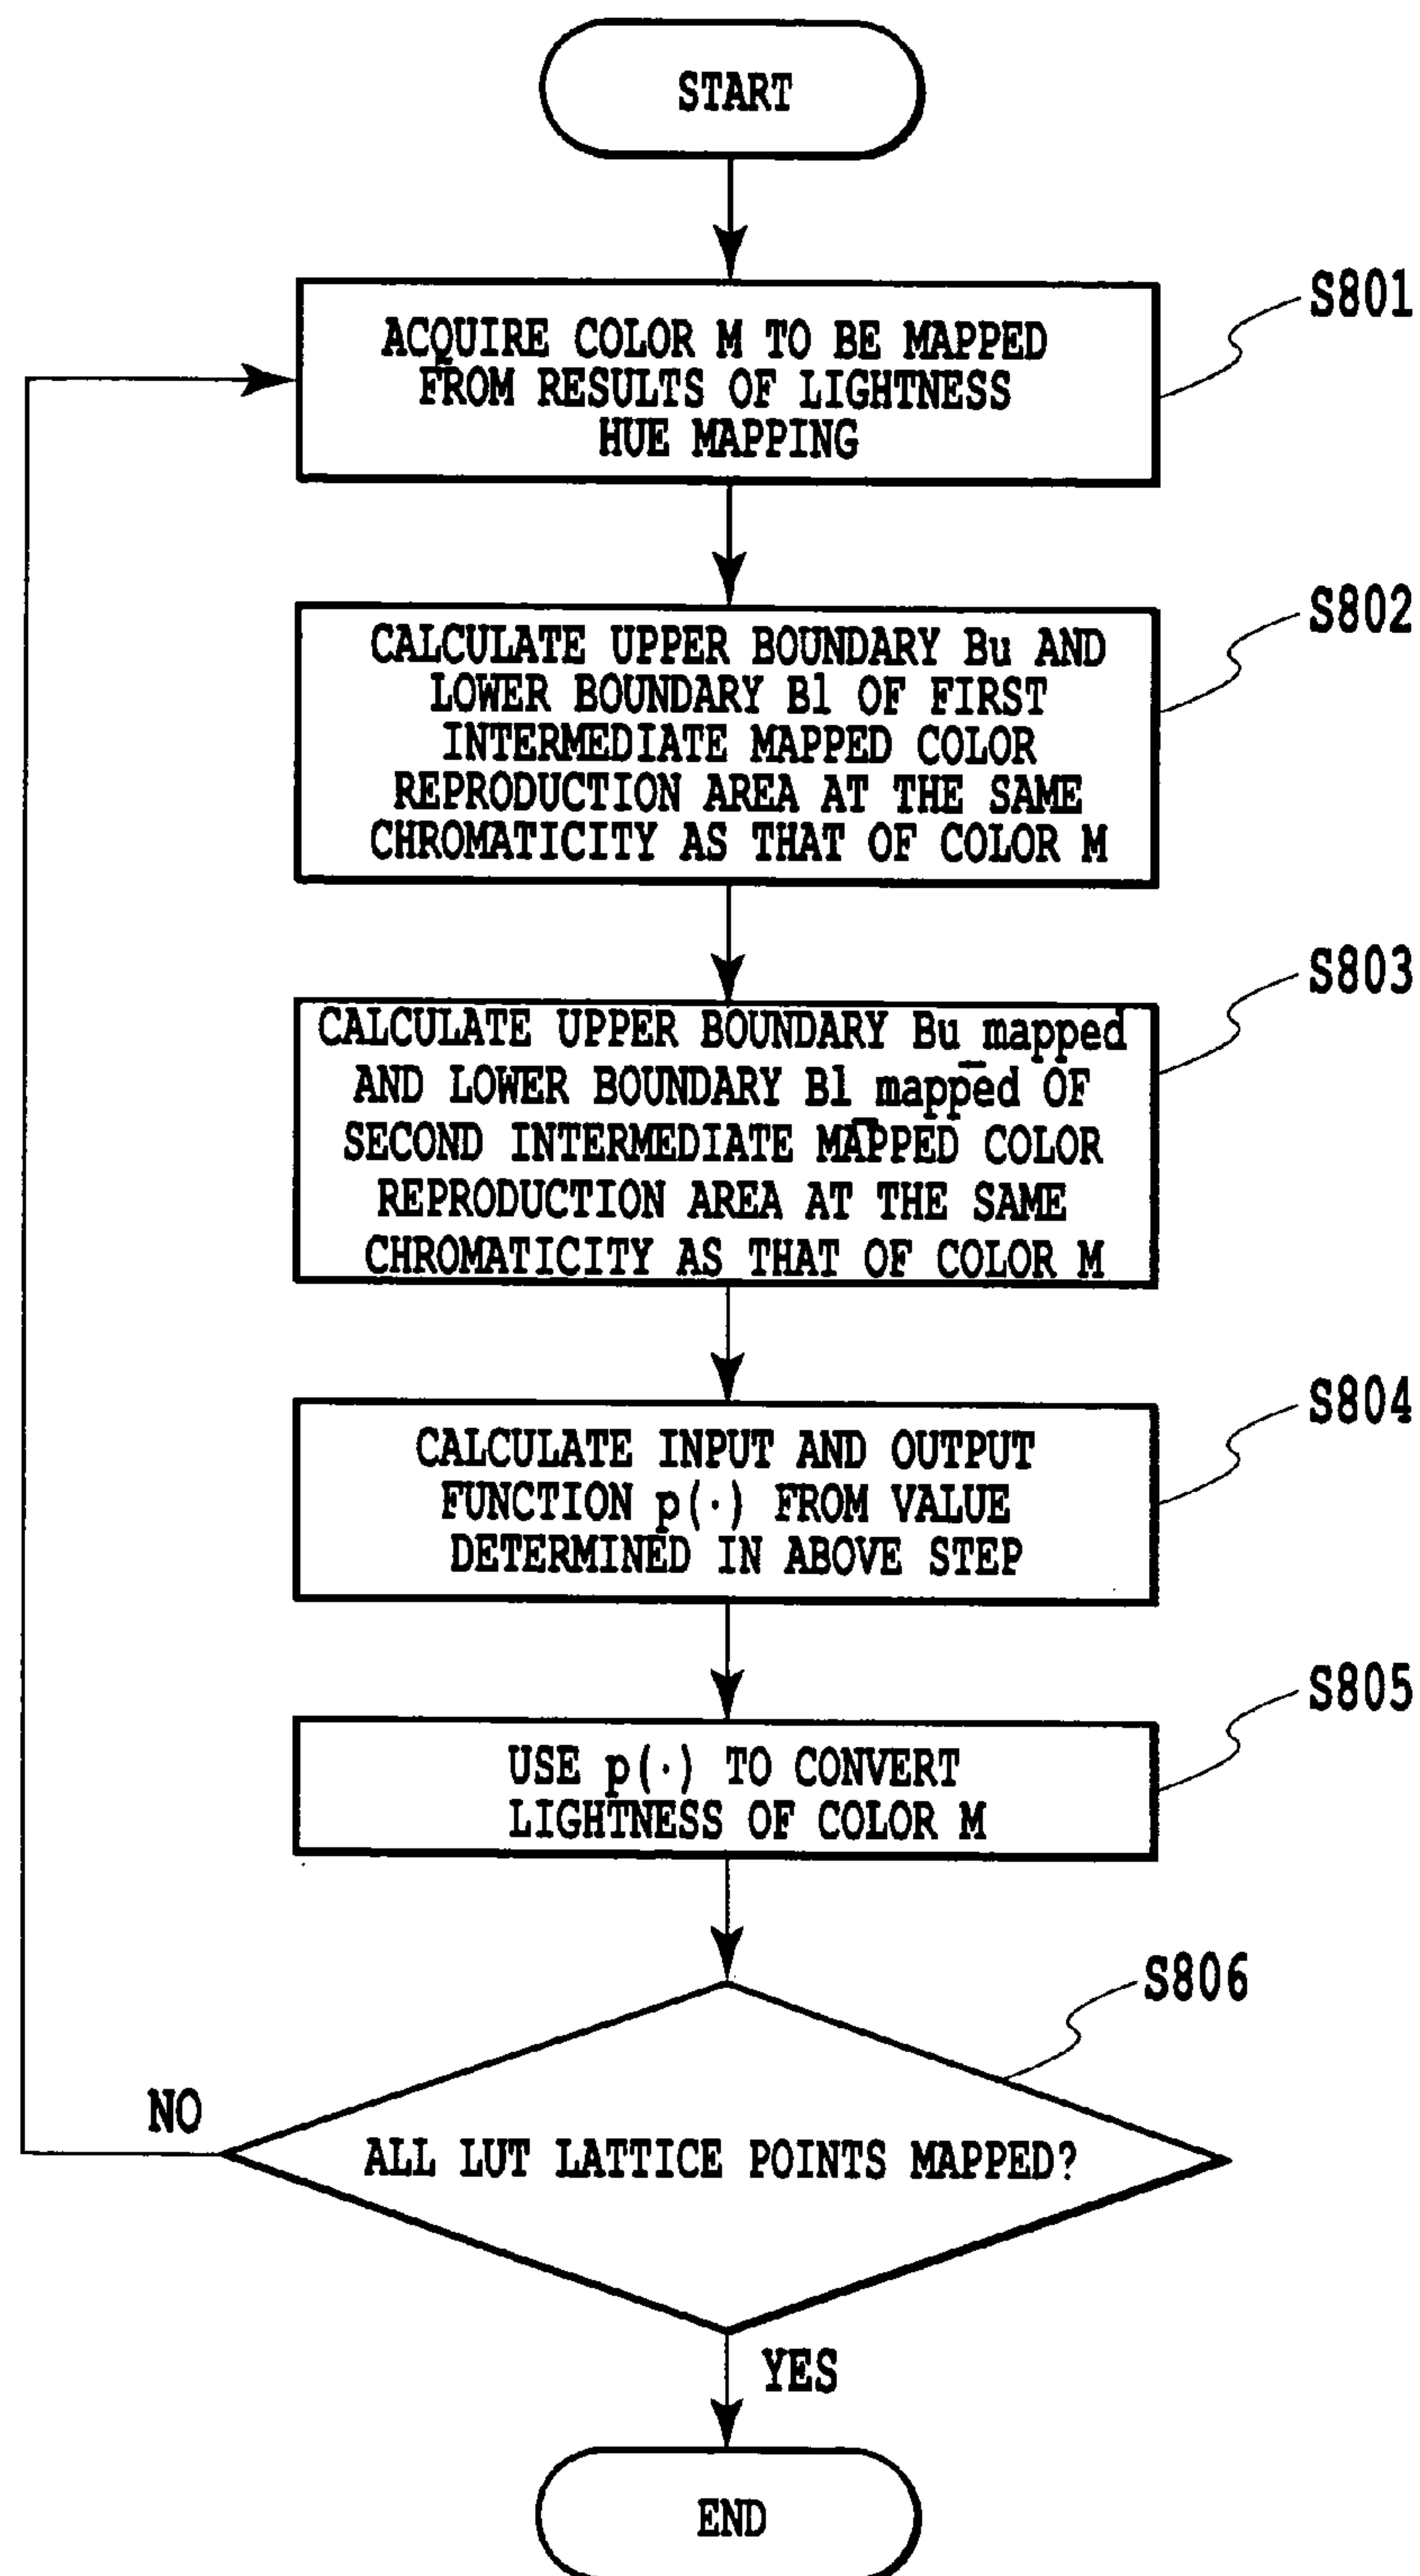 START
S801
ACQUIRE COLOR M TO BE MAPPED
FROM RESULTS OF LIGHTNESS
HUE MAPPING
S802
CALCULATE UPPER BOUNDARY Bu AND
LOWER BOUNDARY Bl OF FIRST
INTERMEDIATE MAPPED COLOR
REPRODUCTION AREA AT THE SAME
CHROMATICITY AS THAT OF COLOR M
S803
CALCULATE UPPER BOUNDARY Bu_mapped
AND LOWER BOUNDARY Bl_mapped OF
SECOND INTERMEDIATE MAPPED COLOR
REPRODUCTION AREA AT THE SAME
CHROMATICITY AS THAT OF COLOR M
S804
CALCULATE INPUT AND OUTPUT
FUNCTION p(·) FROM VALUE
DETERMINED IN ABOVE STEP
S805
USE p(·) TO CONVERT
LIGHTNESS OF COLOR M
S806
NO
ALL LUT LATTICE POINTS MAPPED?
YES
END